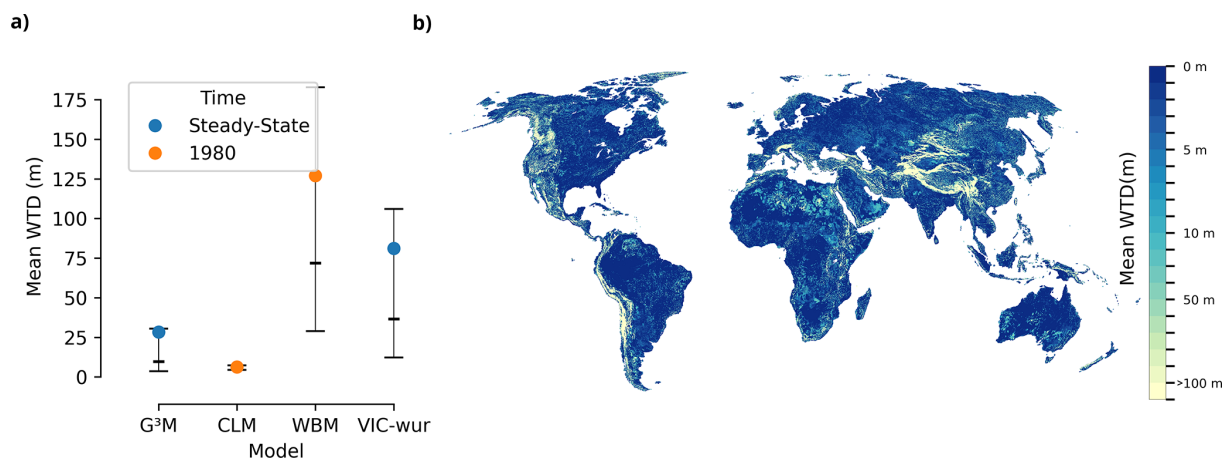 a)
Mean WTD (m)
175
150
125
100
75
50
25
0
Time
Steady-State
1980
G³M
CLM
WBM
VIC-wur
Model
b)
Mean WTD(m)
0 m
5 m
10 m
50 m
>100 m